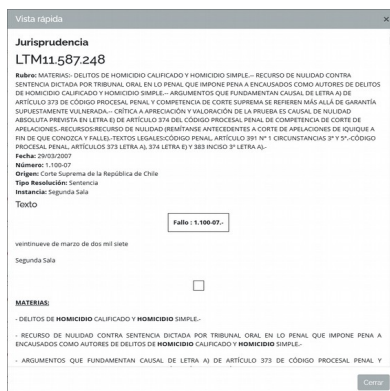 Vista rápida
×
Jurisprudencia
LTM11.587.248
Rubro: MATERIAS:- DELITOS DE HOMICIDIO CALIFICADO Y HOMICIDIO SIMPLE.-- RECURSO DE NULIDAD CONTRA
SENTENCIA DICTADA POR TRIBUNAL ORAL EN LO PENAL QUE IMPONE PENA A ENCAUSADOS COMO AUTORES DE DELITOS
DE HOMICIDIO CALIFICADO Y HOMICIDIO SIMPLE.-- ARGUMENTOS QUE FUNDAMENTAN CAUSAL DE LETRA A) DE
ARTÍCULO 373 DE CÓDIGO PROCESAL PENAL Y COMPETENCIA DE CORTE SUPREMA SE REFIEREN MÁS ALLÁ DE GARANTÍA
SUPUESTAMENTE VULNERADA.-- CRÍTICA A APRECIACIÓN Y VALORACIÓN DE LA PRUEBA ES CAUSAL DE NULIDAD
ABSOLUTA PREVISTA EN LETRA E) DE ARTÍCULO 374 DEL CÓDIGO PROCESAL PENAL DE COMPETENCIA DE CORTE DE
APELACIONES.-RECURSOS:RECURSO DE NULIDAD (REMÍTANSE ANTECEDENTES A CORTE DE APELACIONES DE IQUIQUE A
FIN DE QUE CONOZCA Y FALLE).-TEXTOS LEGALES:CÓDIGO PENAL, ARTÍCULO 391 Nº 1 CIRCUNSTANCIAS 3ª Y 5ª.-CÓDIGO
PROCESAL PENAL, ARTÍCULOS 373 LETRA A), 374 LETRA E) Y 383 INCISO 3º LETRA A).-
Fecha: 29/03/2007
Número: 1.100-07
Origen: Corte Suprema de la República de Chile
Tipo Resolución: Sentencia
Instancia: Segunda Sala
Texto
Fallo : 1.100-07.-
veintinueve de marzo de dos mil siete
Segunda Sala
MATERIAS:
- DELITOS DE HOMICIDIO CALIFICADO Y HOMICIDIO SIMPLE.-
- RECURSO DE NULIDAD CONTRA SENTENCIA DICTADA POR TRIBUNAL ORAL EN LO PENAL QUE IMPONE PENA A
ENCAUSADOS COMO AUTORES DE DELITOS DE HOMICIDIO CALIFICADO Y HOMICIDIO SIMPLE.-
- ARGUMENTOS QUE FUNDAMENTAN CAUSAL DE LETRA A) DE ARTÍCULO 373 DE CÓDIGO PROCESAL PENAL Y
Cerrar